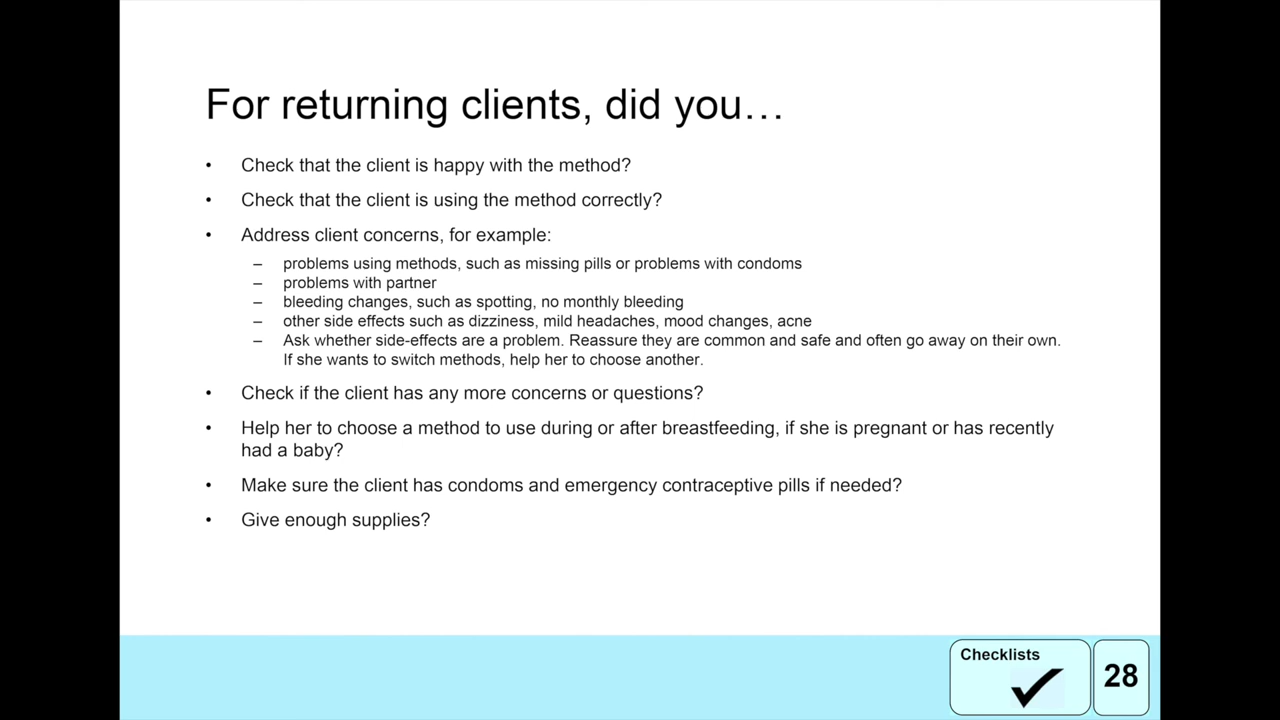 For returning clients, did you…
• Check that the client is happy with the method?
• Check that the client is using the method correctly?
• Address client concerns, for example:
– problems using methods, such as missing pills or problems with condoms
– problems with partner
– bleeding changes, such as spotting, no monthly bleeding
– other side effects such as dizziness, mild headaches, mood changes, acne
– Ask whether side-effects are a problem. Reassure they are common and safe and often go away on their own.
If she wants to switch methods, help her to choose another.
• Check if the client has any more concerns or questions?
• Help her to choose a method to use during or after breastfeeding, if she is pregnant or has recently
had a baby?
• Make sure the client has condoms and emergency contraceptive pills if needed?
• Give enough supplies?
Checklists
28